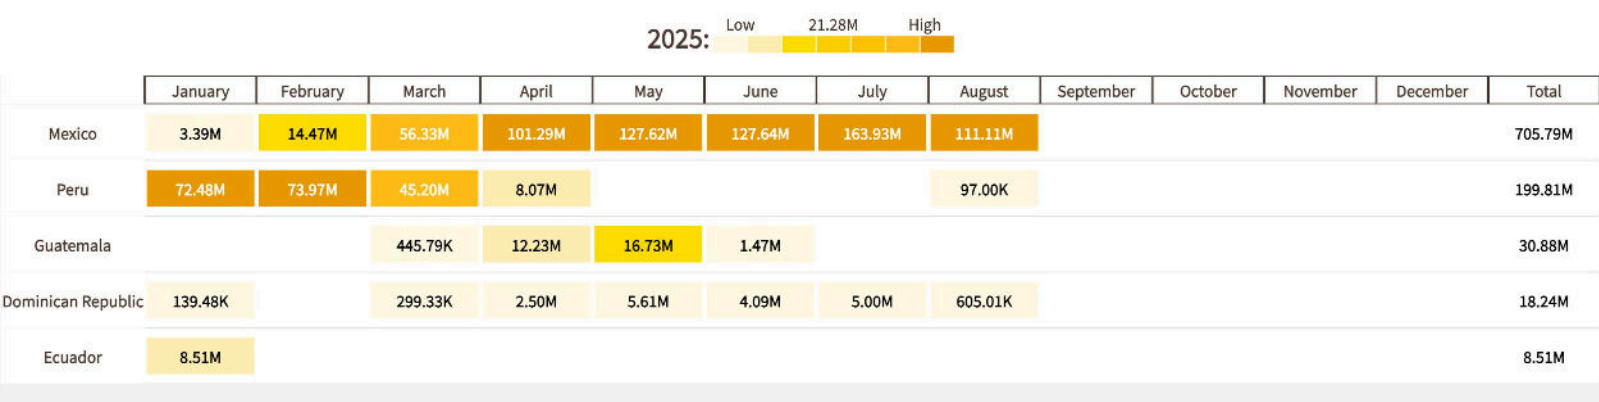 Low 21.28M High
2025:
January February March April May June July August September October November December Total
Mexico 3.39M 14.47M 56.33M 101.29M 127.62M 127.64M 163.93M 111.11M 705.79M
Peru 72.48M 73.97M 45.20M 8.07M 97.00K 199.81M
Guatemala 445.79K 12.23M 16.73M 1.47M 30.88M
Dominican Republic 139.48K 299.33K 2.50M 5.61M 4.09M 5.00M 605.01K 18.24M
Ecuador 8.51M 8.51M